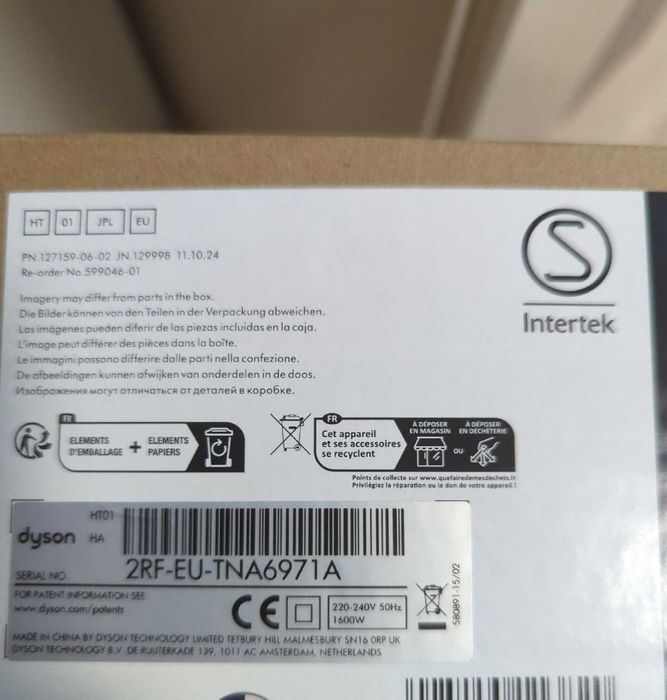 HT 01 JPL EU
PN.127159-06-02 JN.129998 11.10.24
Re-order No.599046-01
Imagery may differ from parts in the box.
Die Bilder können von den Teilen in der Verpackung abweichen.
Las imágenes pueden diferir de las piezas incluidas en la caja.
L'image peut différer des pièces dans la boîte.
Le immagini possono differire dalle parti nella confezione.
De afbeeldingen kunnen afwijken van onderdelen in de doos.
Изображения могут отличаться от деталей в коробке.
Intertek
FR
ELEMENTS
D'EMBALLAGE
+
ELEMENTS
PAPIERS
FR
Cet appareil
et ses accessoires
se recyclent
À DÉPOSER
EN MAGASIN
OU
À DÉPOSER
EN DÉCHÈTERIE
Points de collecte sur www.quefairedemesdechets.fr
Privilégiez la réparation ou le don de votre appareil !
dyson
HT01
HA
SERIAL NO.
2RF-EU-TNA6971A
FOR PATENT INFORMATION SEE
www.dyson.com/patents
CE
220-240V 50Hz
1600W
580891-15/02
MADE IN CHINA BY DYSON TECHNOLOGY LIMITED TETBURY HILL MALMESBURY SN16 0RP UK
DYSON TECHNOLOGY B.V. DE RUIJTERKADE 139, 1011 AC AMSTERDAM, NETHERLANDS